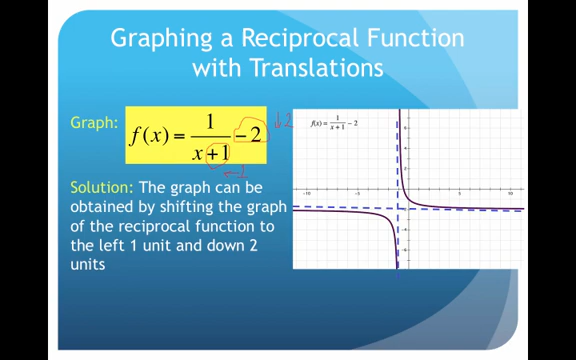 Graphing a Reciprocal Function
with Translations
Graph:
f(x) = 1/(x+1) − 2
↓2
←1
Solution: The graph can be
obtained by shifting the graph
of the reciprocal function to
the left 1 unit and down 2
units
f(x) = 1/(x+1) − 2
-10
-5
5
10